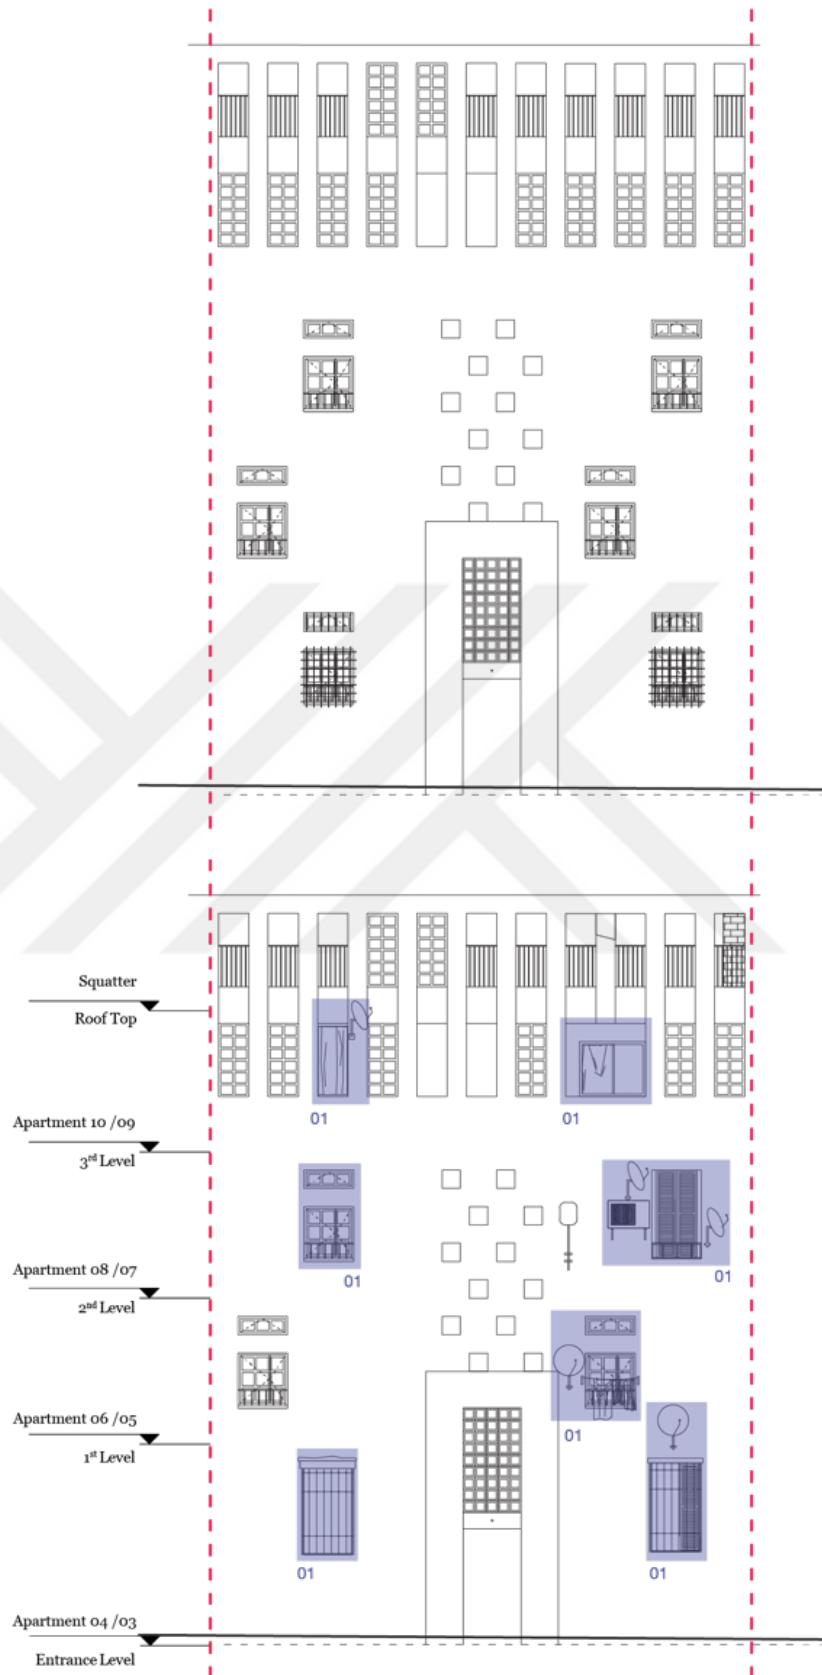 Squatter
Roof Top
01
01
Apartment 10 /09
3rd Level
01
01
Apartment 08 /07
2nd Level
01
Apartment 06 /05
1st Level
01
01
Apartment 04 /03
Entrance Level